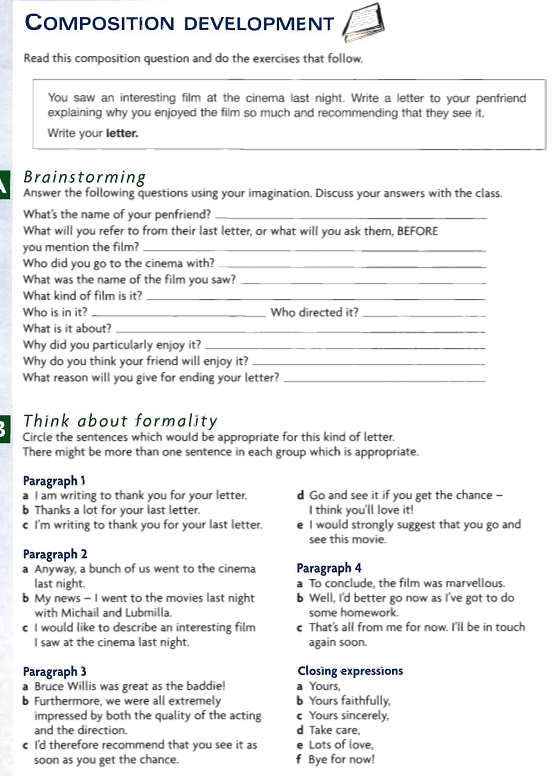 COMPOSITION DEVELOPMENT
Read this composition question and do the exercises that follow.
You saw an interesting film at the cinema last night. Write a letter to your penfriend
explaining why you enjoyed the film so much and recommending that they see it.
Write your letter.
A
Brainstorming
Answer the following questions using your imagination. Discuss your answers with the class.
What's the name of your penfriend?
What will you refer to from their last letter, or what will you ask them, BEFORE
you mention the film?
Who did you go to the cinema with?
What was the name of the film you saw?
What kind of film is it?
Who is in it? Who directed it?
What is it about?
Why did you particularly enjoy it?
Why do you think your friend will enjoy it?
What reason will you give for ending your letter?
B
Think about formality
Circle the sentences which would be appropriate for this kind of letter.
There might be more than one sentence in each group which is appropriate.
Paragraph 1
a I am writing to thank you for your letter.
b Thanks a lot for your last letter.
c I'm writing to thank you for your last letter.
Paragraph 2
a Anyway, a bunch of us went to the cinema
last night.
b My news – I went to the movies last night
with Michail and Lubmilla.
c I would like to describe an interesting film
I saw at the cinema last night.
Paragraph 3
a Bruce Willis was great as the baddie!
b Furthermore, we were all extremely
impressed by both the quality of the acting
and the direction.
c I'd therefore recommend that you see it as
soon as you get the chance.
d Go and see it if you get the chance –
I think you'll love it!
e I would strongly suggest that you go and
see this movie.
Paragraph 4
a To conclude, the film was marvellous.
b Well, I'd better go now as I've got to do
some homework.
c That's all from me for now. I'll be in touch
again soon.
Closing expressions
a Yours,
b Yours faithfully,
c Yours sincerely,
d Take care,
e Lots of love,
f Bye for now!